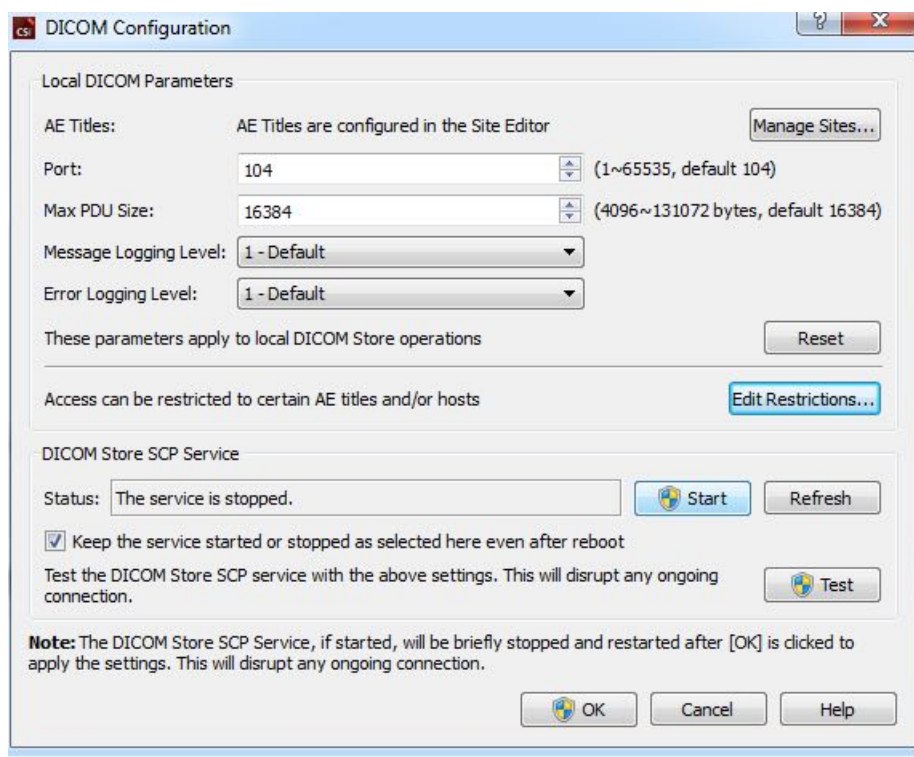 CSi DICOM Configuration ?
Local DICOM Parameters
AE Titles: AE Titles are configured in the Site Editor Manage Sites...
Port: 104 (1~65535, default 104)
Max PDU Size: 16384 (4096~131072 bytes, default 16384)
Message Logging Level: 1 - Default
Error Logging Level: 1 - Default
These parameters apply to local DICOM Store operations Reset
Access can be restricted to certain AE titles and/or hosts Edit Restrictions...
DICOM Store SCP Service
Status: The service is stopped. Start Refresh
Keep the service started or stopped as selected here even after reboot
Test the DICOM Store SCP service with the above settings. This will disrupt any ongoing
connection. Test
Note: The DICOM Store SCP Service, if started, will be briefly stopped and restarted after [OK] is clicked to
apply the settings. This will disrupt any ongoing connection.
OK Cancel Help